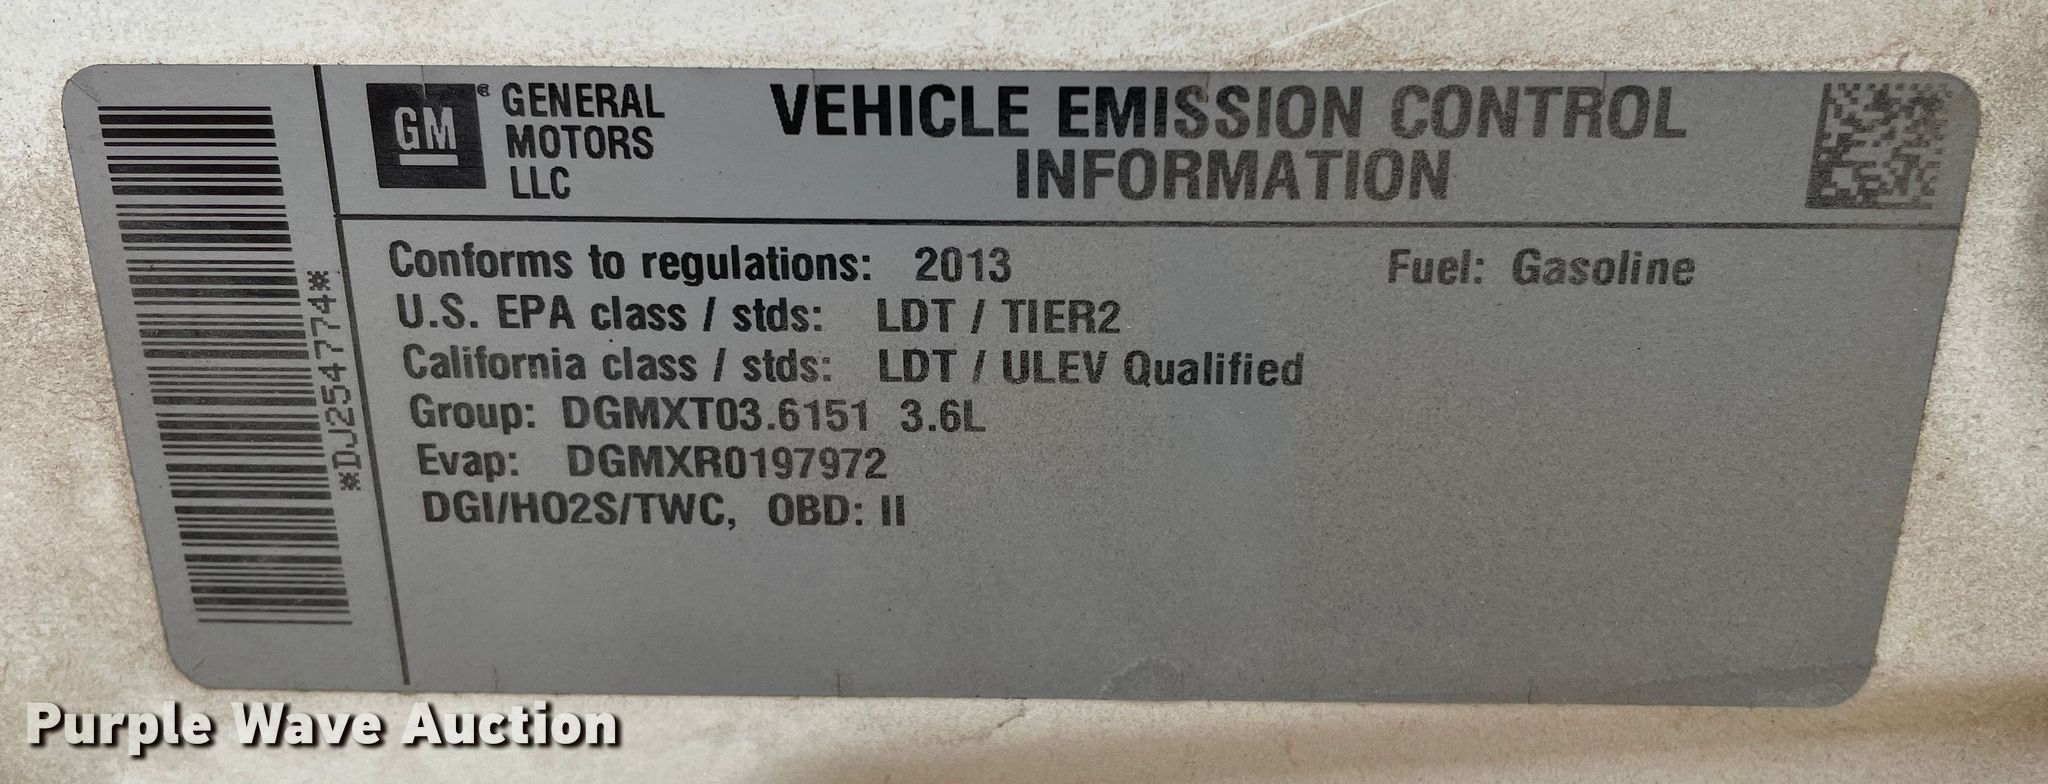 *DJ2547774*
GM ® GENERAL
MOTORS
LLC
VEHICLE EMISSION CONTROL
INFORMATION
Conforms to regulations: 2013 Fuel: Gasoline
U.S. EPA class / stds: LDT / TIER2
California class / stds: LDT / ULEV Qualified
Group: DGMXT03.6151 3.6L
Evap: DGMXR0197972
DGI/HO2S/TWC, OBD: II
Purple Wave Auction